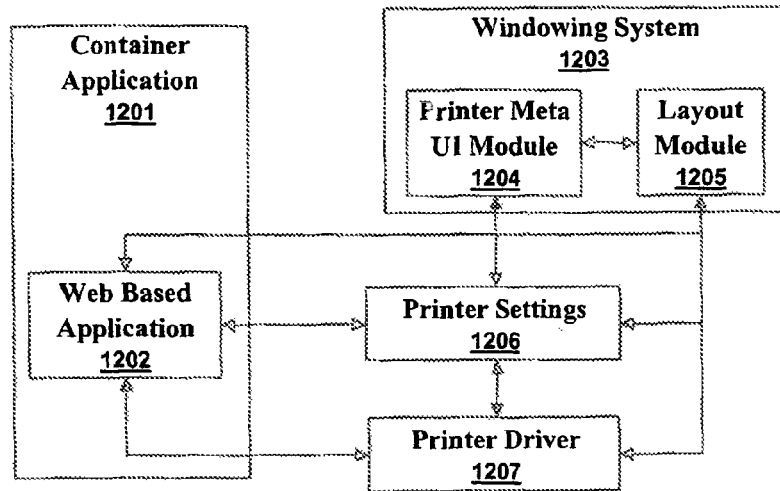 Container
Application
1201
Windowing System
1203
Printer Meta
UI Module
1204
Layout
Module
1205
Web Based
Application
1202
Printer Settings
1206
Printer Driver
1207